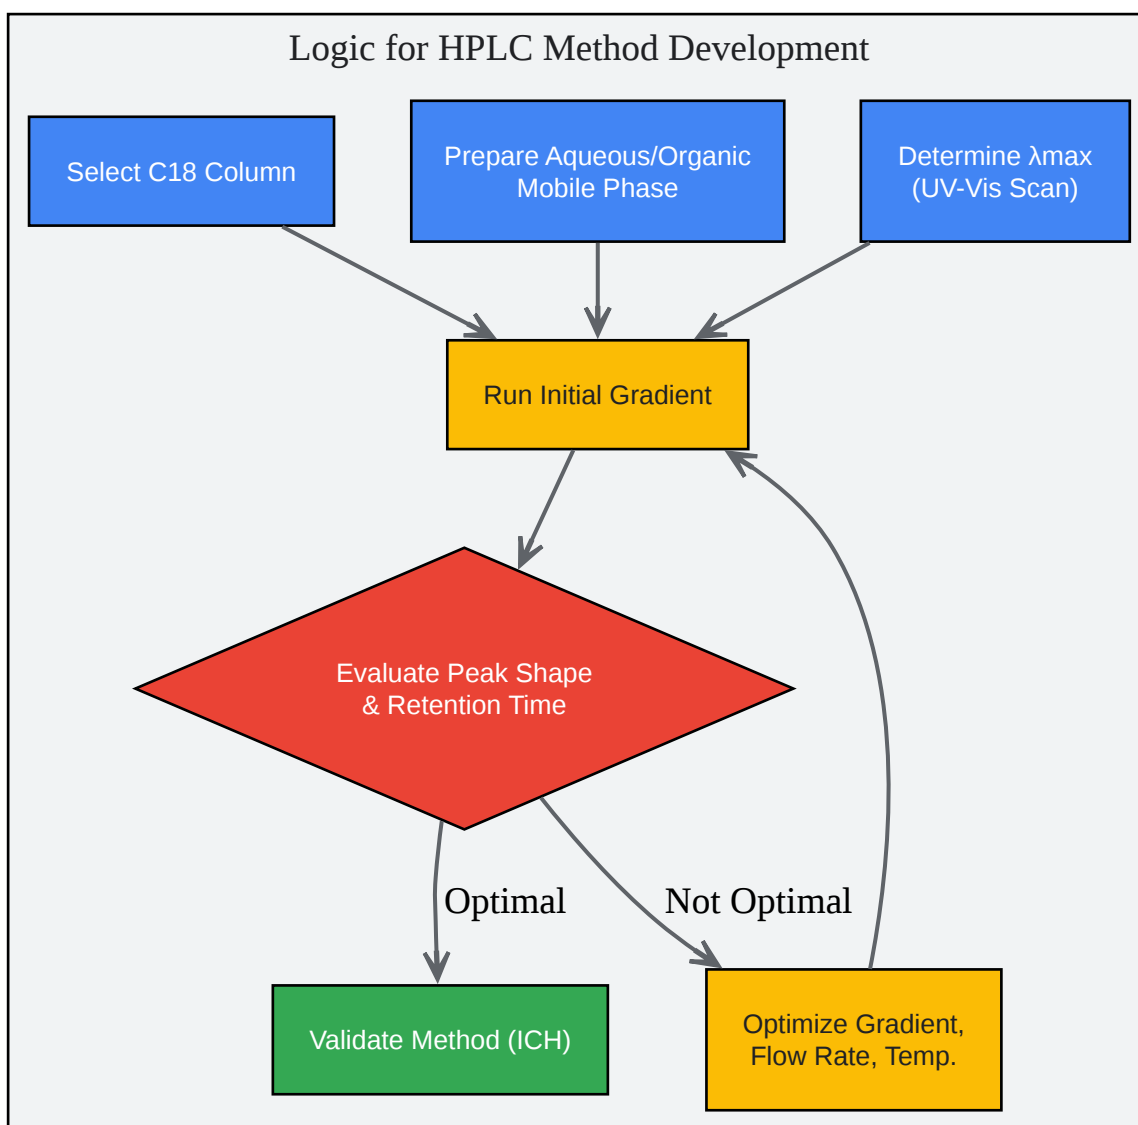 Logic for HPLC Method Development
Select C18 Column
Prepare Aqueous/Organic
Mobile Phase
Determine λmax
(UV-Vis Scan)
Run Initial Gradient
Evaluate Peak Shape
& Retention Time
Optimal
Not Optimal
Validate Method (ICH)
Optimize Gradient,
Flow Rate, Temp.